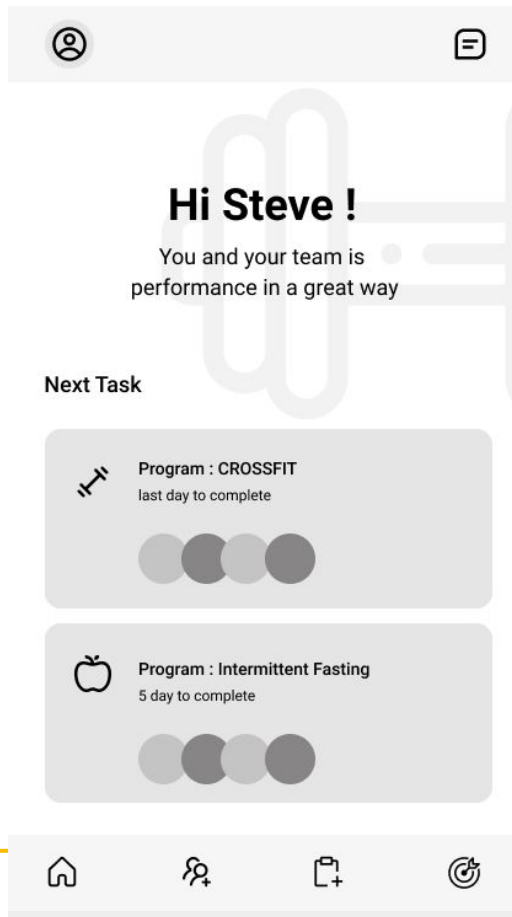 Hi Steve !
You and your team is
performance in a great way
Next Task
Program : CROSSFIT
last day to complete
Program : Intermittent Fasting
5 day to complete